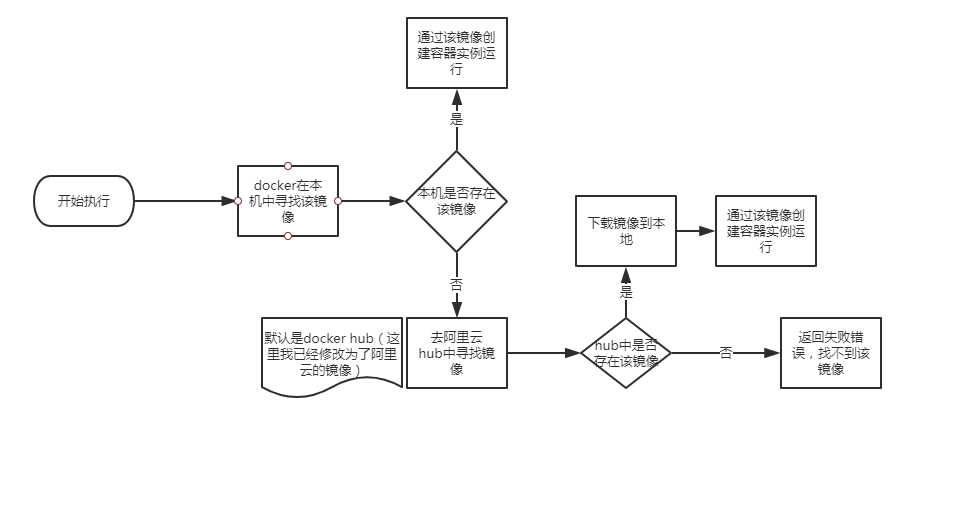 通过该镜像创
建容器实例运
行
是
开始执行
docker在本
机中寻找该镜
像
本机是否存在
该镜像
否
下载镜像到本
地
通过该镜像创
建容器实例运
行
是
默认是docker hub（这
里我已经修改为了阿里
云的镜像）
去阿里云
hub中寻找镜
像
hub中是否
存在该镜像
否
返回失败错
误，找不到该
镜像